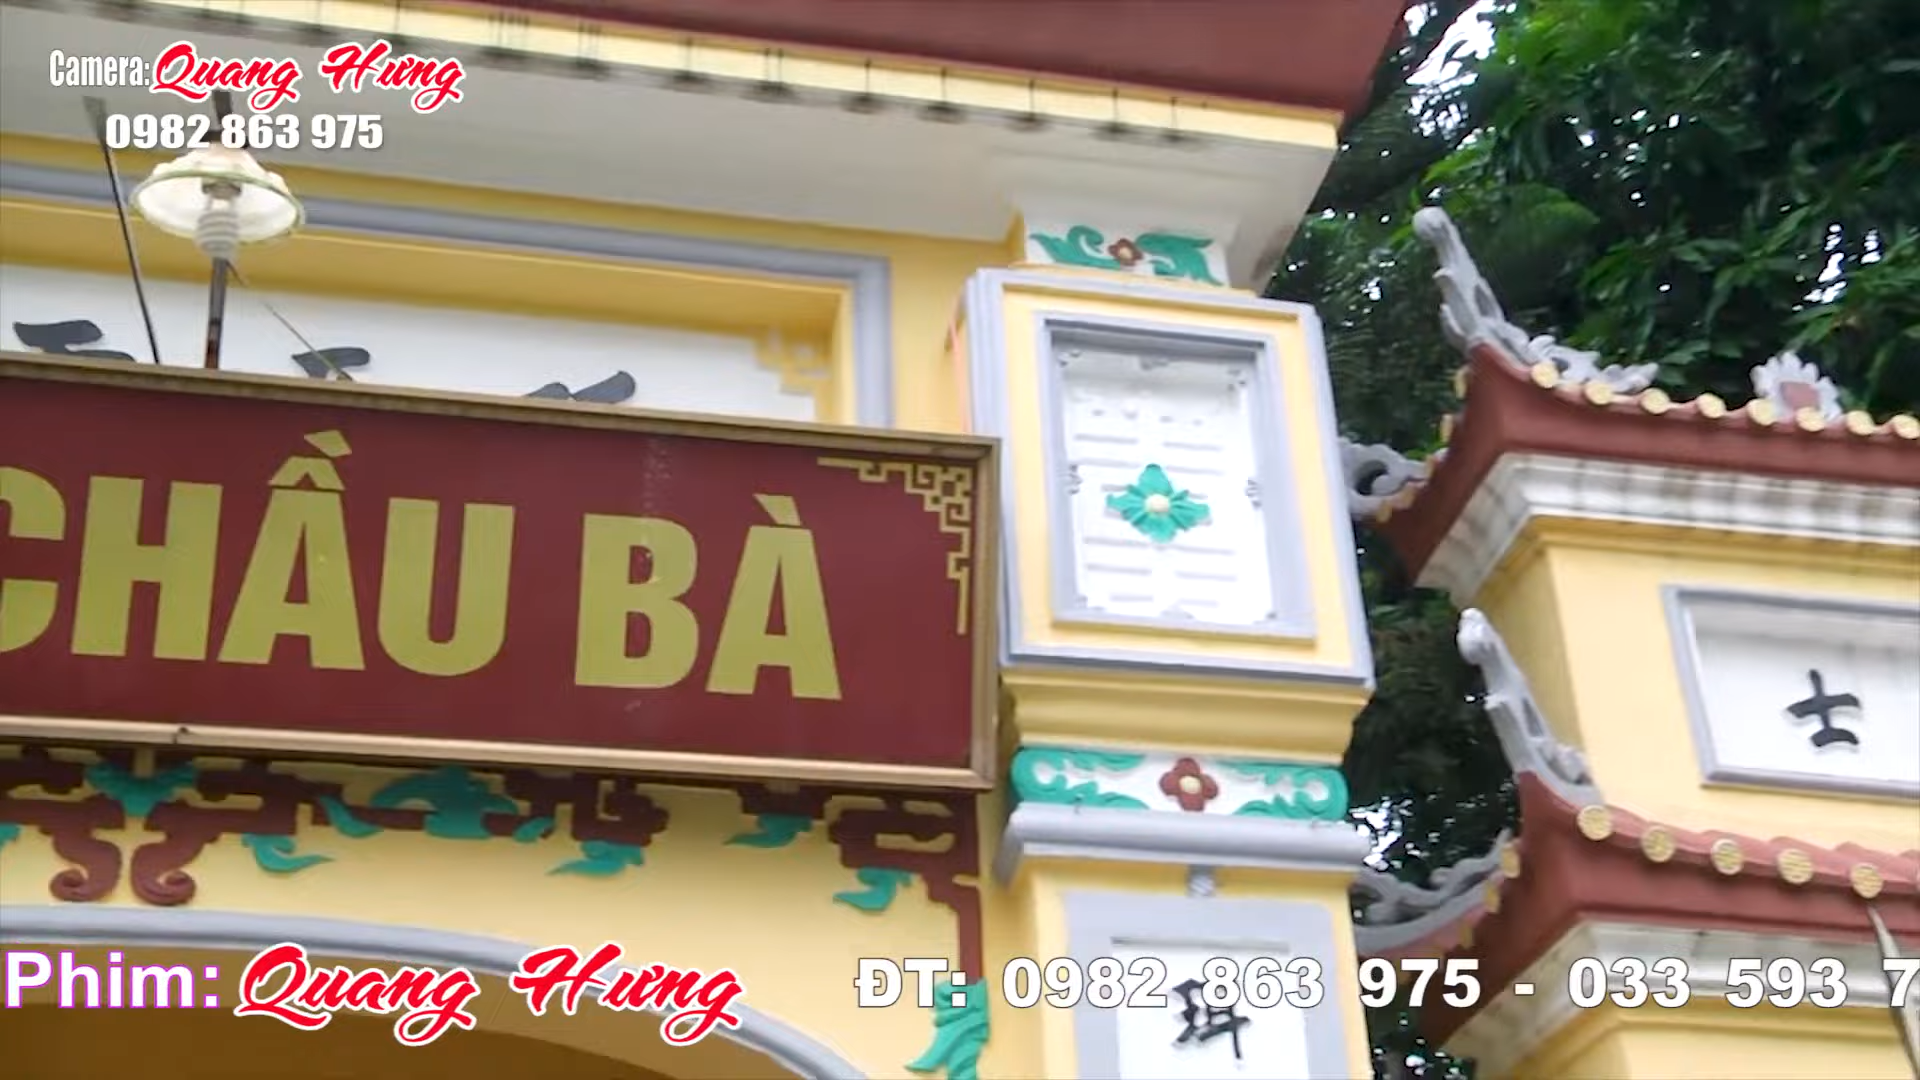 Camera: Quang Hưng
0982 863 975
CHẦU BÀ
士
珥
Phim: Quang Hưng ĐT: 0982 863 975 - 033 593 7